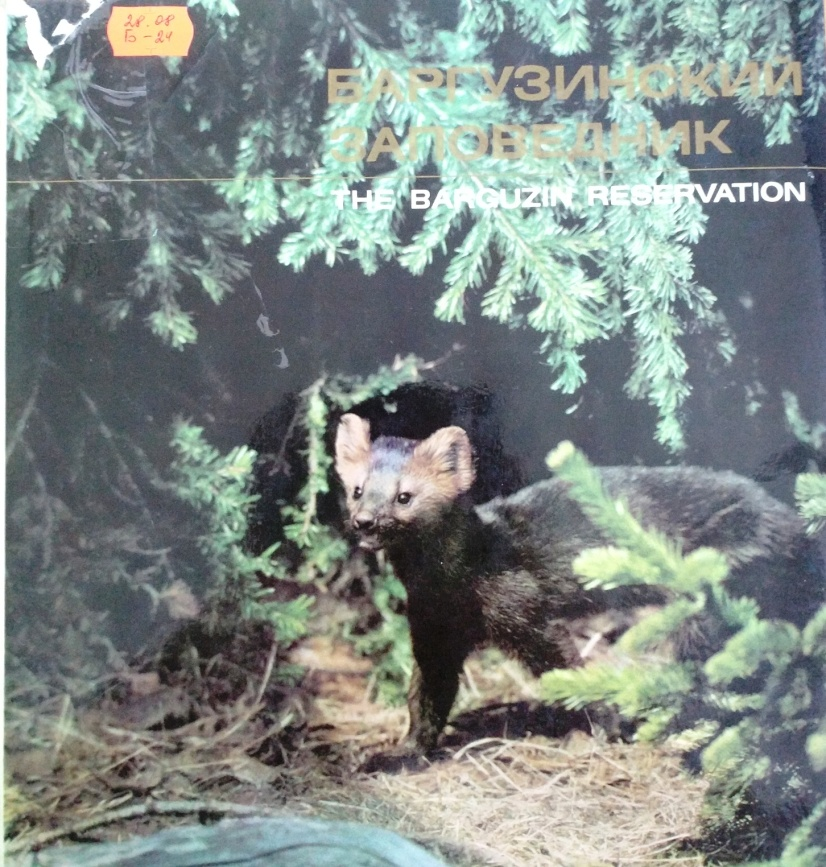 28.08
Б-24
БАРГУЗИНСКИЙ
ЗАПОВЕДНИК
THE BARGUZIN RESERVATION